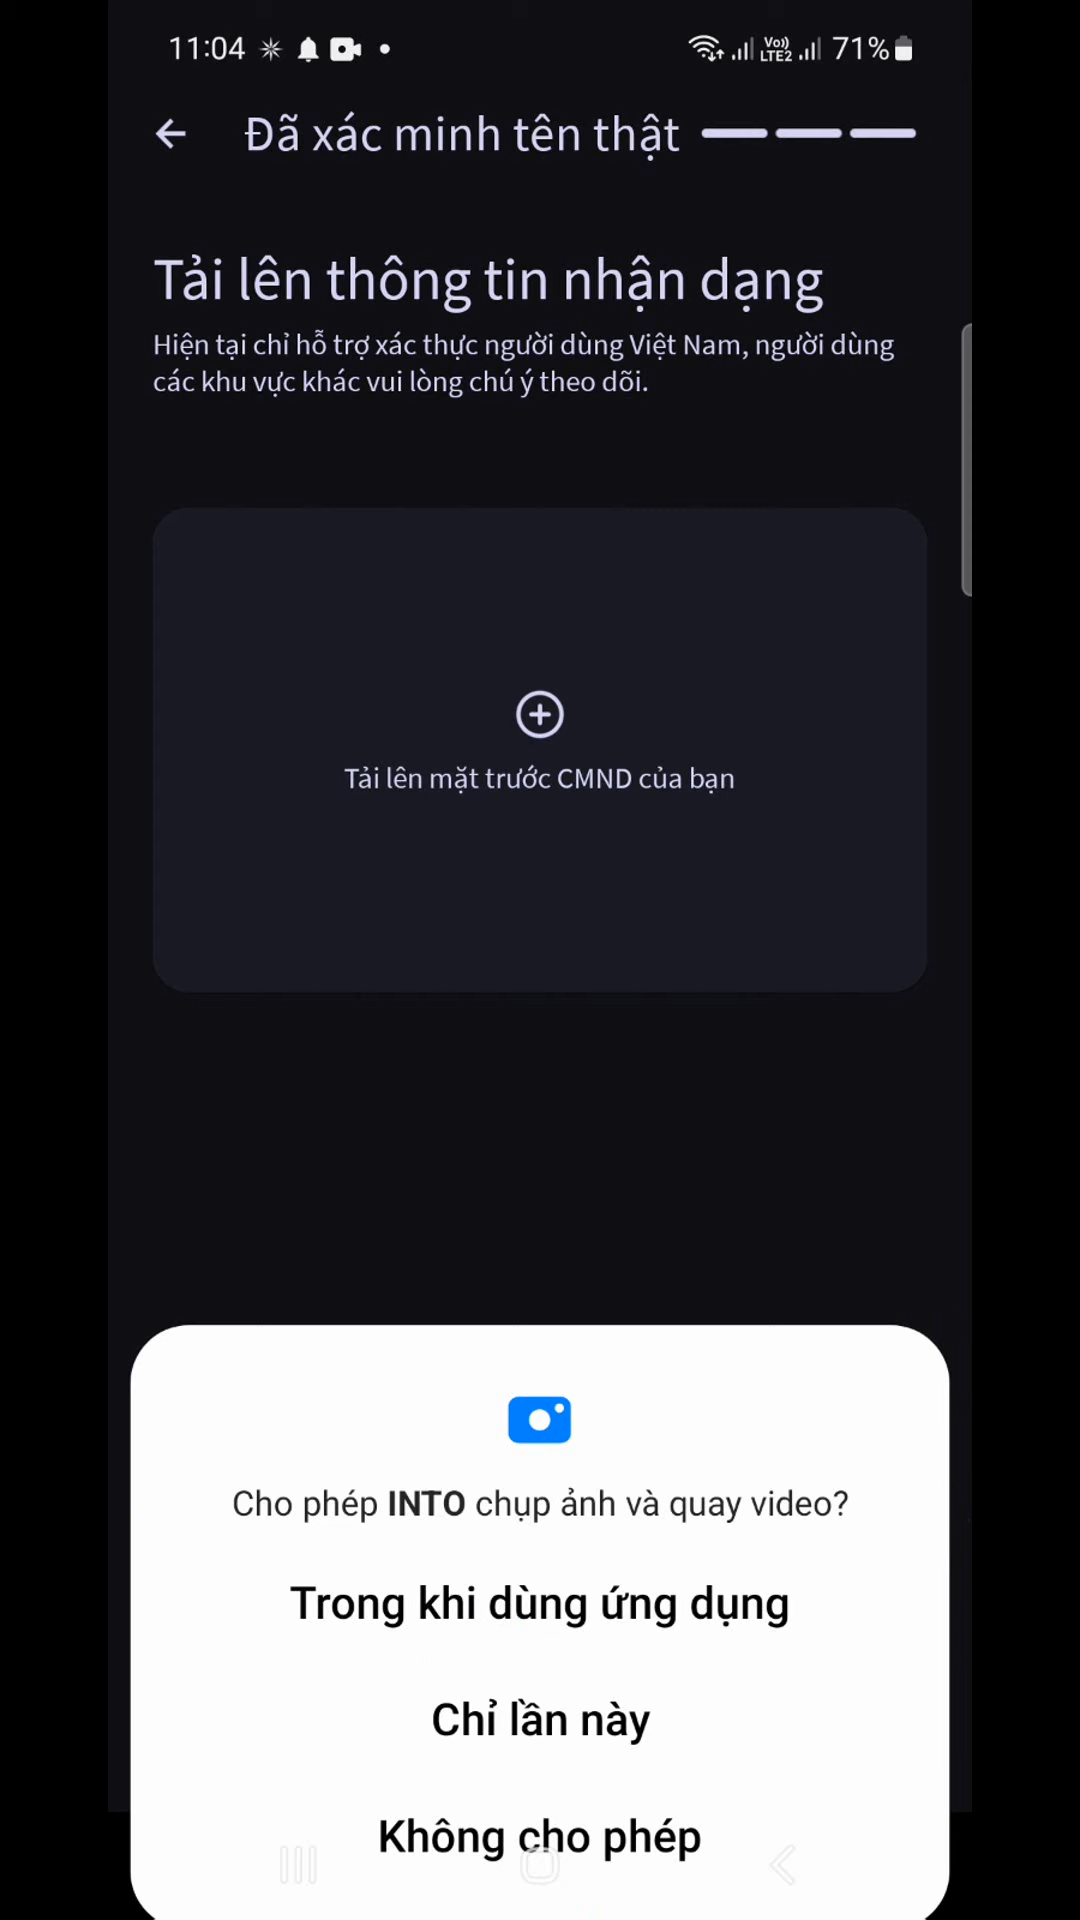 11:04
Vo)) LTE2
71%
Đã xác minh tên thật
Tải lên thông tin nhận dạng
Hiện tại chỉ hỗ trợ xác thực người dùng Việt Nam, người dùng
các khu vực khác vui lòng chú ý theo dõi.
Tải lên mặt trước CMND của bạn
Cho phép INTO chụp ảnh và quay video?
Trong khi dùng ứng dụng
Chỉ lần này
Không cho phép